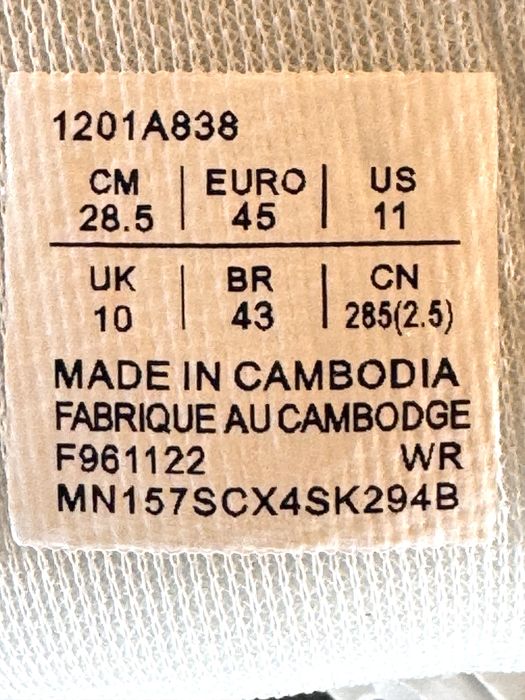 1201A838
CM | EURO | US
28.5 | 45 | 11
UK | BR | CN
10 | 43 | 285(2.5)
MADE IN CAMBODIA
FABRIQUE AU CAMBODGE
F961122 WR
MN157SCX4SK294B